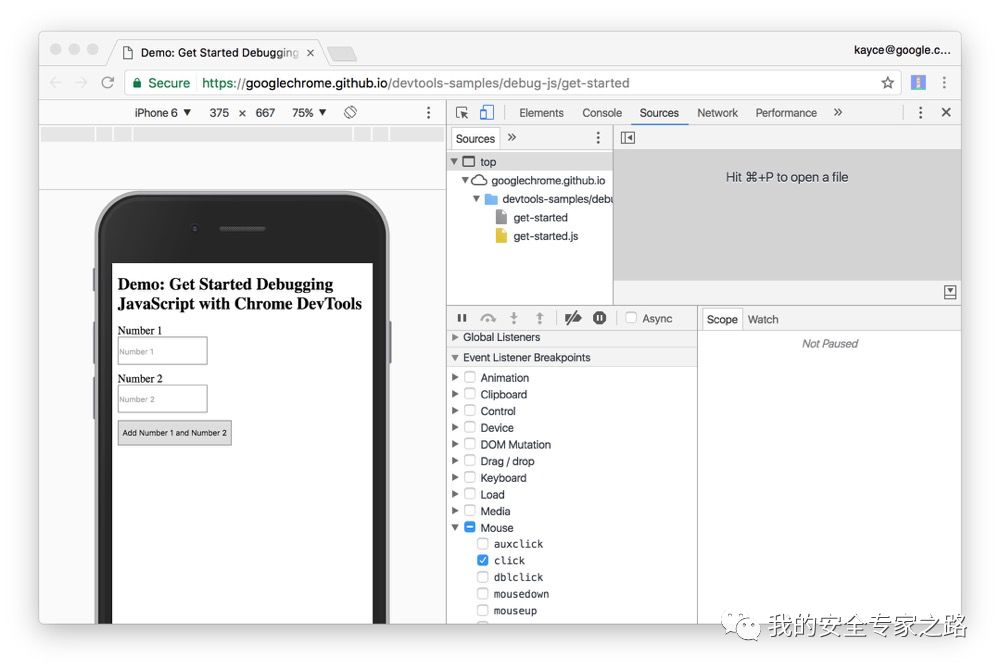 Demo: Get Started Debugging
kayce@google.c...
Secure https://googlechrome.github.io/devtools-samples/debug-js/get-started
iPhone 6 ▼ 375 × 667 75% ▼
Elements Console Sources Network Performance »
Sources »
Hit ⌘+P to open a file
top
googlechrome.github.io
devtools-samples/debu
get-started
get-started.js
Demo: Get Started Debugging
JavaScript with Chrome DevTools
Number 1
Number 1
Number 2
Number 2
Add Number 1 and Number 2
Async
Global Listeners
Event Listener Breakpoints
Animation
Clipboard
Control
Device
DOM Mutation
Drag / drop
Keyboard
Load
Media
Mouse
auxclick
click
dblclick
mousedown
mouseup
Scope Watch
Not Paused
我的安全专家之路